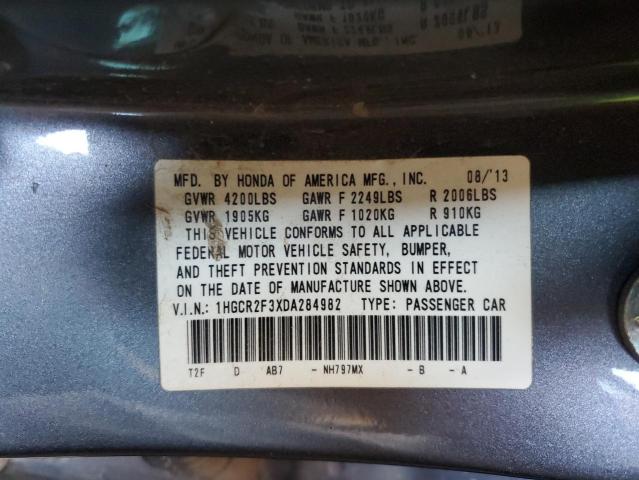 MFD. BY HONDA OF AMERICA MFG., INC. 08/'13
GVWR 4200LBS GAWR F 2249LBS R 2006LBS
GVWR 1905KG GAWR F 1020KG R 910KG
THIS VEHICLE CONFORMS TO ALL APPLICABLE
FEDERAL MOTOR VEHICLE SAFETY, BUMPER,
AND THEFT PREVENTION STANDARDS IN EFFECT
ON THE DATE OF MANUFACTURE SHOWN ABOVE.
V.I.N.: 1HGCR2F3XDA284982 TYPE: PASSENGER CAR
T2F D AB7 - NH797MX - B - A